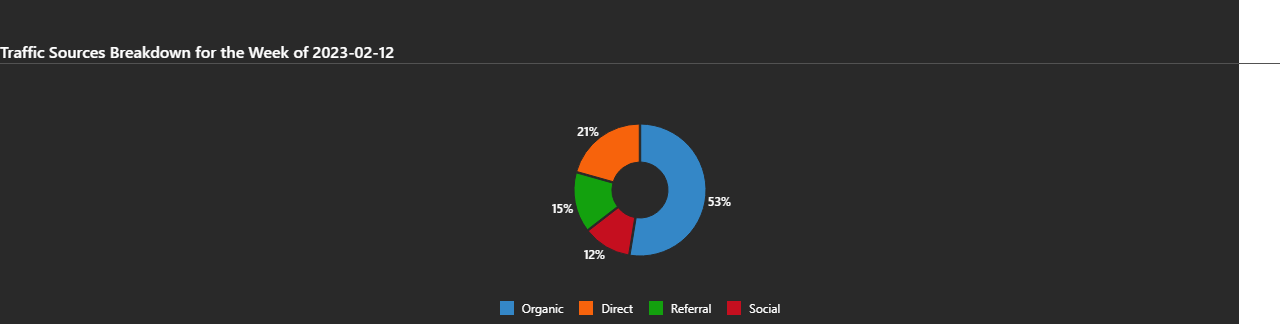 Traffic Sources Breakdown for the Week of 2023-02-12
21%
53%
15%
12%
Organic Direct Referral Social